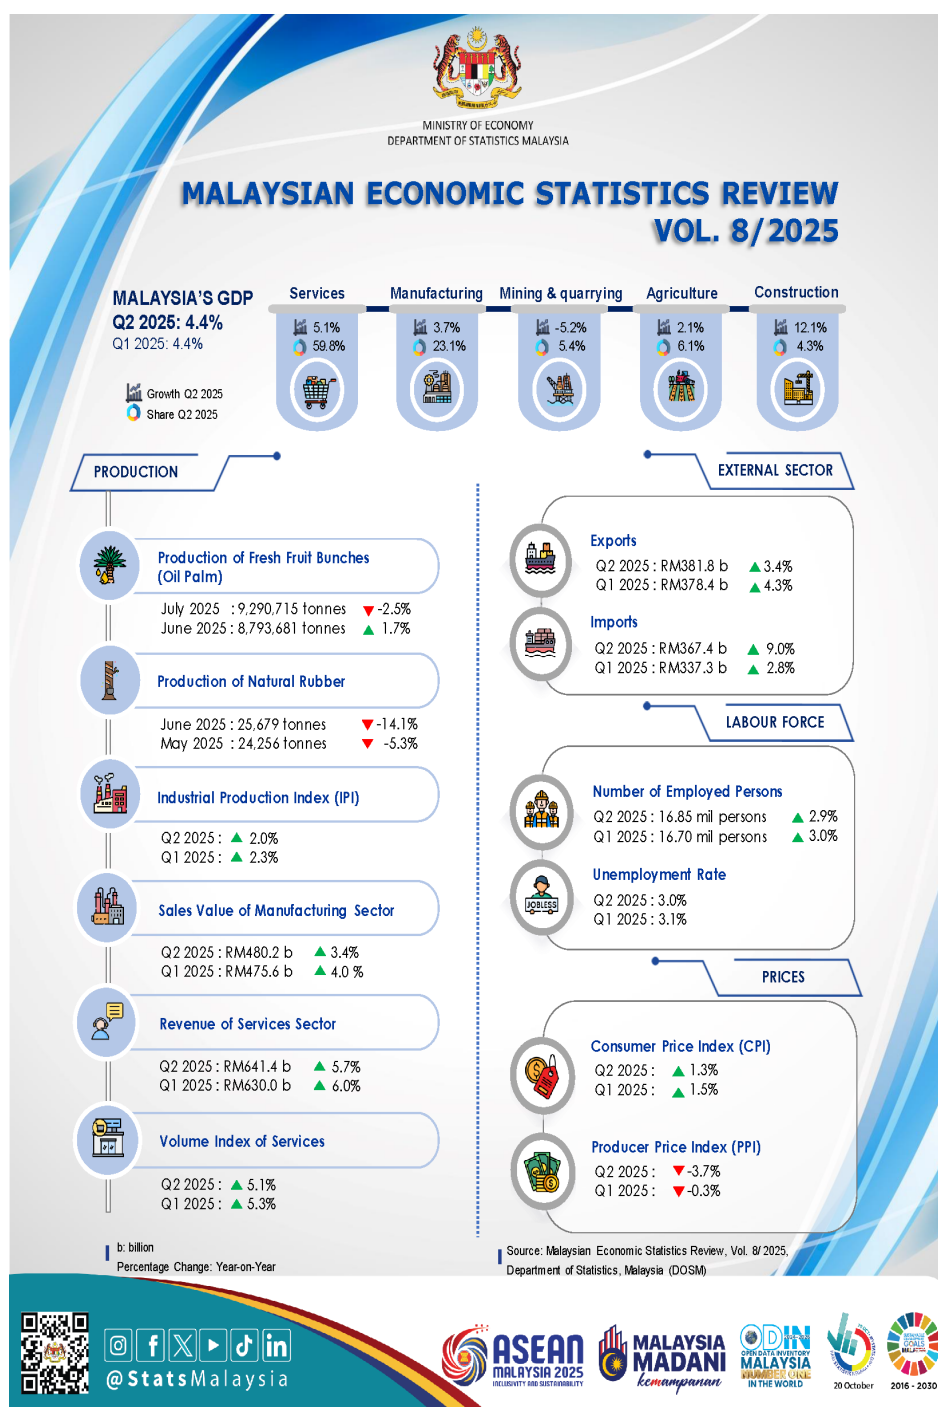 MINISTRY OF ECONOMY
DEPARTMENT OF STATISTICS MALAYSIA
MALAYSIAN ECONOMIC STATISTICS REVIEW
VOL. 8/2025
MALAYSIA'S GDP
Q2 2025: 4.4%
Q1 2025: 4.4%
Growth Q2 2025
Share Q2 2025
Services
5.1%
59.8%
Manufacturing
3.7%
23.1%
Mining & quarrying
-5.2%
5.4%
Agriculture
2.1%
6.1%
Construction
12.1%
4.3%
PRODUCTION
Production of Fresh Fruit Bunches
(Oil Palm)
July 2025 : 9,290,715 tonnes ▼ -2.5%
June 2025 : 8,793,681 tonnes ▲ 1.7%
Production of Natural Rubber
June 2025 : 25,679 tonnes ▼ -14.1%
May 2025 : 24,256 tonnes ▼ -5.3%
Industrial Production Index (IPI)
Q2 2025 : ▲ 2.0%
Q1 2025 : ▲ 2.3%
Sales Value of Manufacturing Sector
Q2 2025 : RM480.2 b ▲ 3.4%
Q1 2025 : RM475.6 b ▲ 4.0 %
Revenue of Services Sector
Q2 2025 : RM641.4 b ▲ 5.7%
Q1 2025 : RM630.0 b ▲ 6.0%
Volume Index of Services
Q2 2025 : ▲ 5.1%
Q1 2025 : ▲ 5.3%
b: billion
Percentage Change: Year-on-Year
EXTERNAL SECTOR
Exports
Q2 2025 : RM381.8 b ▲ 3.4%
Q1 2025 : RM378.4 b ▲ 4.3%
Imports
Q2 2025 : RM367.4 b ▲ 9.0%
Q1 2025 : RM337.3 b ▲ 2.8%
LABOUR FORCE
Number of Employed Persons
Q2 2025 : 16.85 mil persons ▲ 2.9%
Q1 2025 : 16.70 mil persons ▲ 3.0%
JOBLESS
Unemployment Rate
Q2 2025 : 3.0%
Q1 2025 : 3.1%
PRICES
Consumer Price Index (CPI)
Q2 2025 : ▲ 1.3%
Q1 2025 : ▲ 1.5%
Producer Price Index (PPI)
Q2 2025 : ▼ -3.7%
Q1 2025 : ▼ -0.3%
Source: Malaysian Economic Statistics Review, Vol. 8/ 2025,
Department of Statistics, Malaysia (DOSM)
@StatsMalaysia
ASEAN
MALAYSIA 2025
INCLUSIVITY AND SUSTAINABILITY
MALAYSIA
MADANI
kemampanan
ODIN
OPEN DATA INVENTORY
MALAYSIA
NUMBER ONE
IN THE WORLD
20 October
2016 - 2030